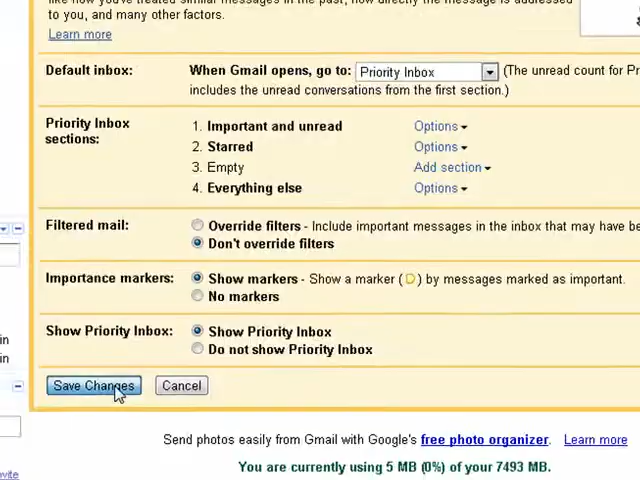 like how you've treated similar messages in the past, how directly the message is addressed
to you, and many other factors.
Learn more
Default inbox: When Gmail opens, go to: Priority Inbox (The unread count for Pr
includes the unread conversations from the first section.)
Priority Inbox sections:
1. Important and unread Options
2. Starred Options
3. Empty Add section
4. Everything else Options
Filtered mail: Override filters - Include important messages in the inbox that may have be
Don't override filters
Importance markers: Show markers - Show a marker ( ) by messages marked as important.
No markers
Show Priority Inbox: Show Priority Inbox
in
Do not show Priority Inbox
in
Save Changes Cancel
Send photos easily from Gmail with Google's free photo organizer. Learn more
You are currently using 5 MB (0%) of your 7493 MB.
nvite